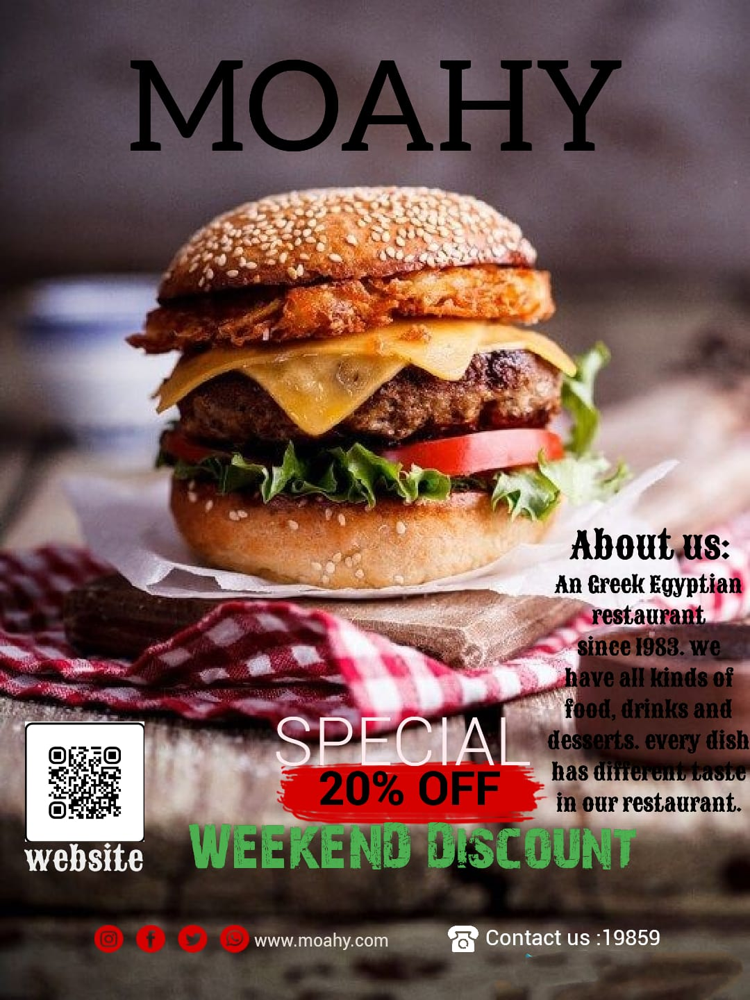 MOAHY
About us:
An Greek Egyptian
restaurant
since 1983. we
have all kinds of
food, drinks and
desserts. every dish
has different taste
in our restaurant.
SPECIAL
20% OFF
WEEKEND DISCOUNT
website
www.moahy.com
Contact us :19859